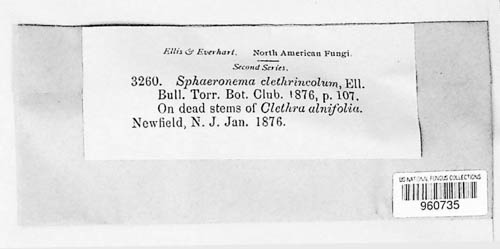 Ellis & Everhart. North American Fungi.
Second Series.
3260. Sphaeronema clethrincolum, Ell.
Bull. Torr. Bot. Club. 1876, p. 107.
On dead stems of Clethra alnifolia.
Newfield, N. J. Jan. 1876.
US NATIONAL FUNGUS COLLECTIONS
960735